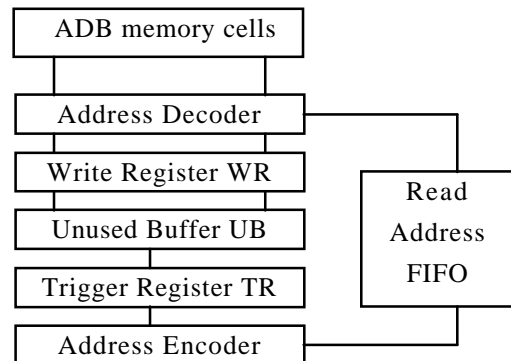 ADB memory cells
Address Decoder
Write Register WR
Unused Buffer UB
Trigger Register TR
Address Encoder
Read
Address
FIFO